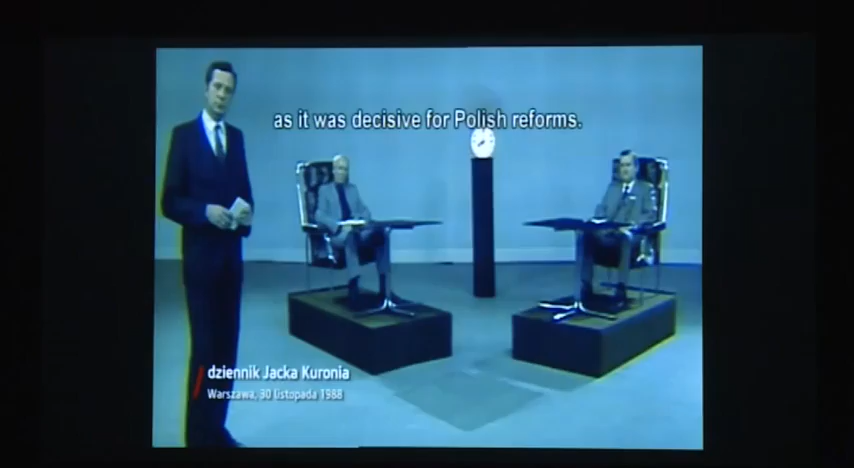 as it was decisive for Polish reforms.
dziennik Jacka Kuronia
Warszawa, 30 listopada 1988